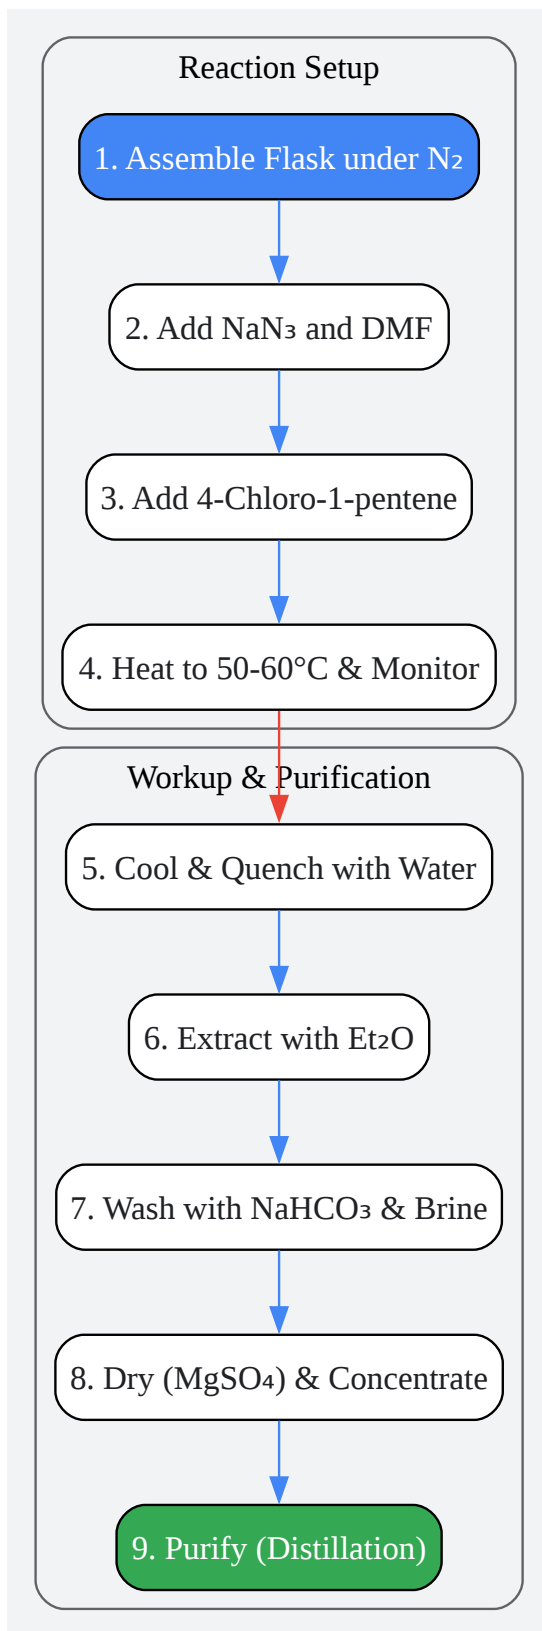 Reaction Setup
1. Assemble Flask under N₂
2. Add NaN₃ and DMF
3. Add 4-Chloro-1-pentene
4. Heat to 50-60°C & Monitor
Workup & Purification
5. Cool & Quench with Water
6. Extract with Et₂O
7. Wash with NaHCO₃ & Brine
8. Dry (MgSO₄) & Concentrate
9. Purify (Distillation)